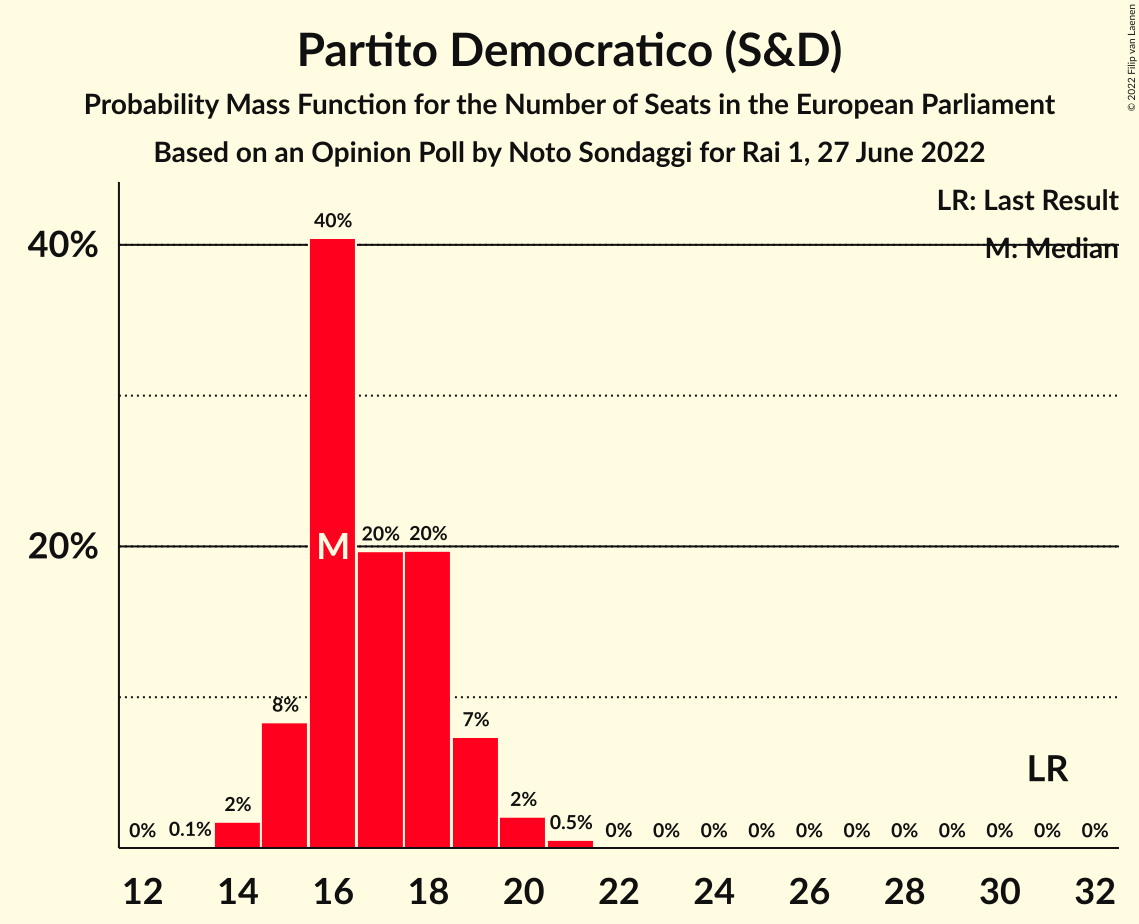 Partito Democratico (S&D)
Probability Mass Function for the Number of Seats in the European Parliament
Based on an Opinion Poll by Noto Sondaggi for Rai 1, 27 June 2022
© 2022 Filip van Laenen
LR: Last Result
M: Median
40%
20%
0% 0.1% 2% 8% 40% 20% 20% 7% 2% 0.5% 0% 0% 0% 0% 0% 0% 0% 0% 0% 0% 0%
M
LR
12 14 16 18 20 22 24 26 28 30 32